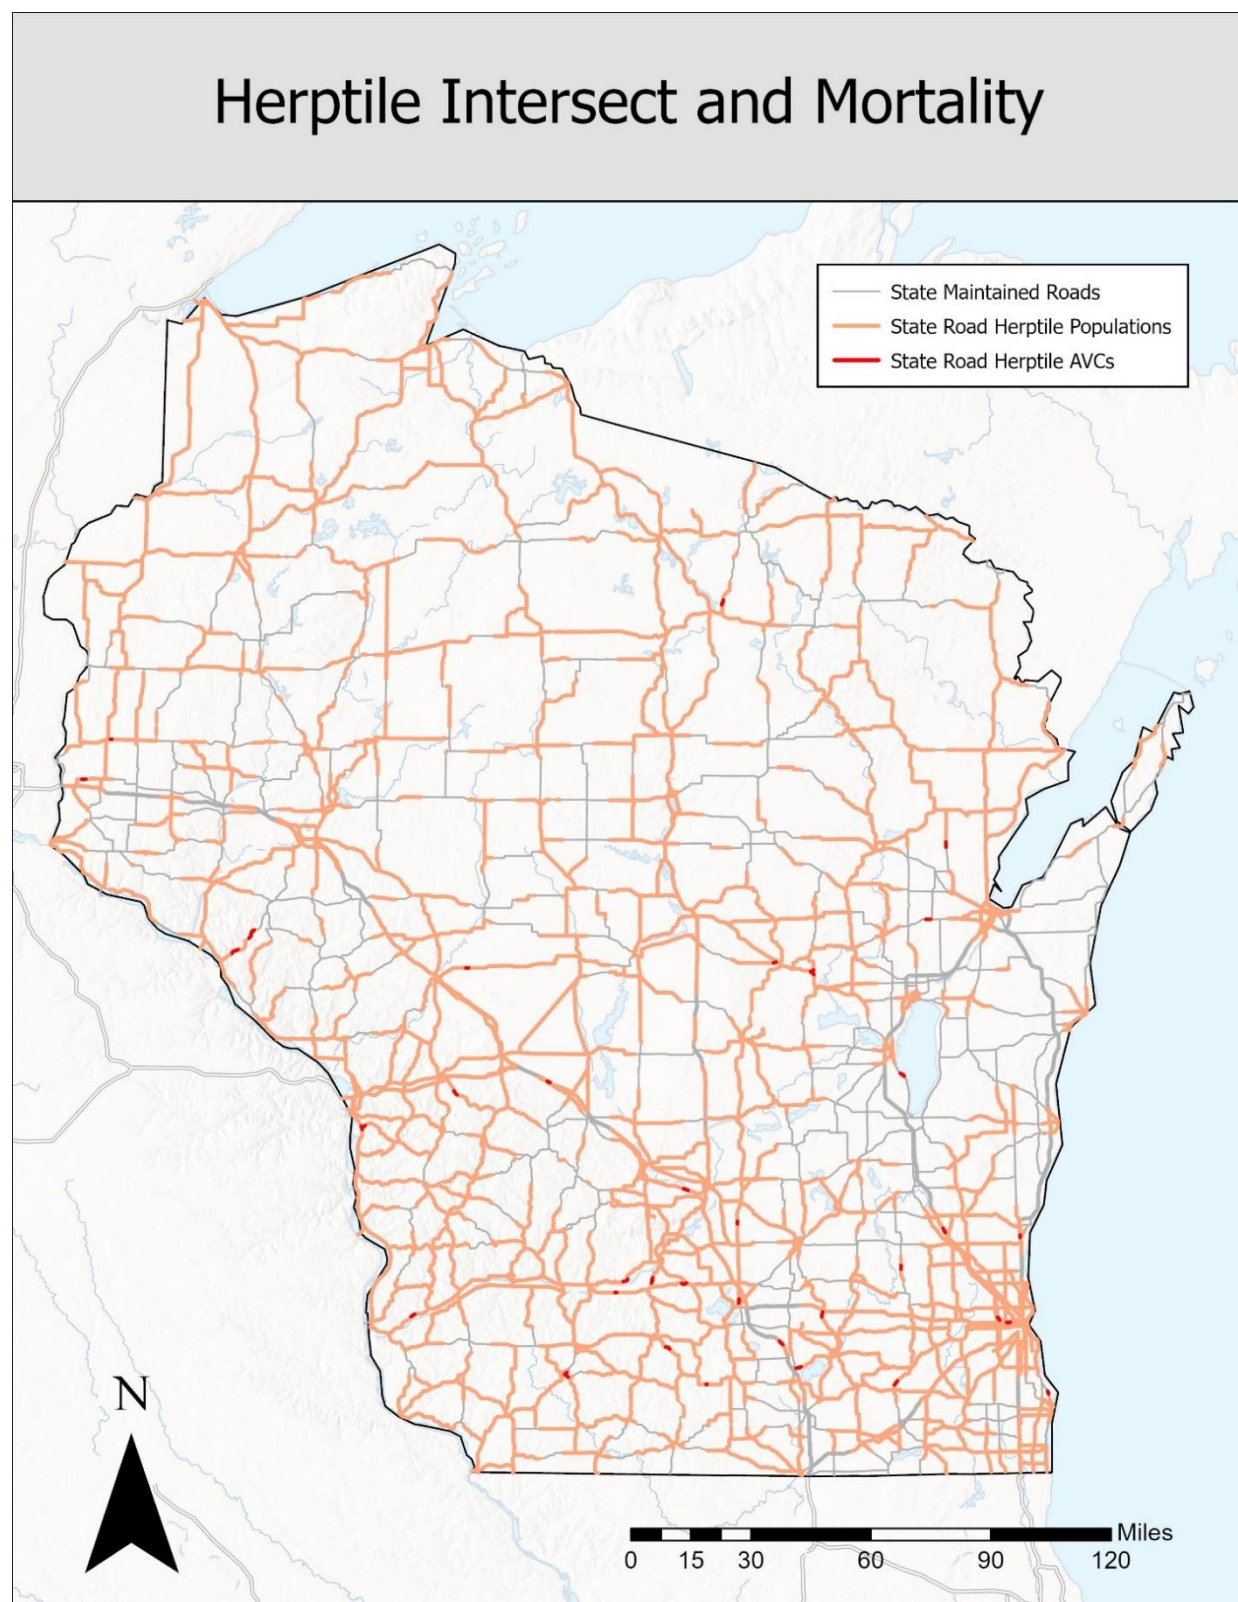 Herptile Intersect and Mortality
State Maintained Roads
State Road Herptile Populations
State Road Herptile AVCs
N
Miles
0 15 30 60 90 120